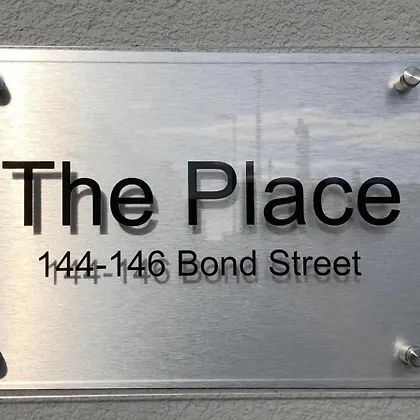 The Place
144-146 Bond Street